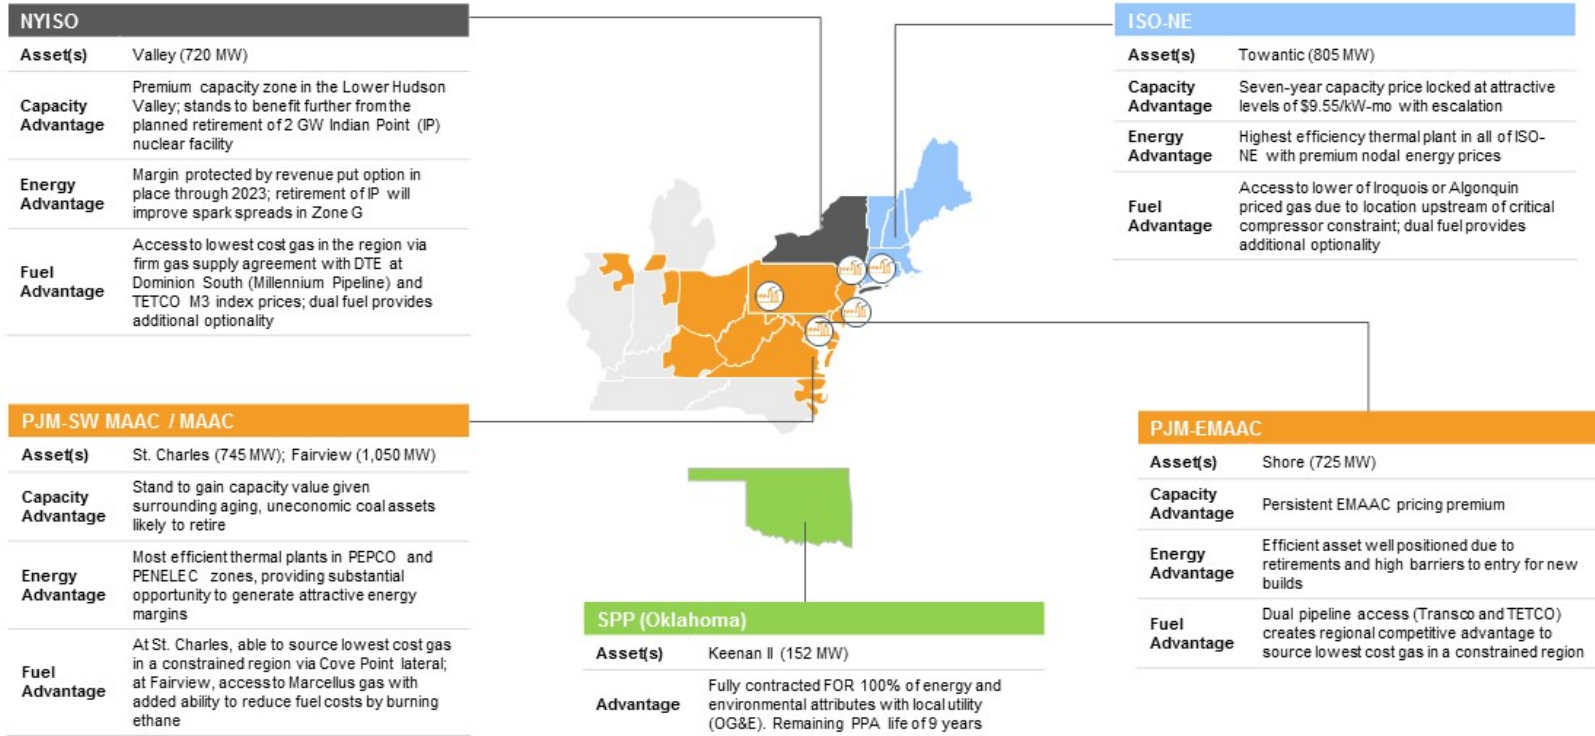 NYISO
Asset(s) Valley (720 MW)
Capacity Advantage
Premium capacity zone in the Lower Hudson
Valley; stands to benefit further from the
planned retirement of 2 GW Indian Point (IP)
nuclear facility
Energy Advantage
Margin protected by revenue put option in
place through 2023; retirement of IP will
improve spark spreads in Zone G
Fuel Advantage
Access to lowest cost gas in the region via
firm gas supply agreement with DTE at
Dominion South (Millennium Pipeline) and
TETCO M3 index prices; dual fuel provides
additional optionality
ISO-NE
Asset(s) Towantic (805 MW)
Capacity Advantage
Seven-year capacity price locked at attractive
levels of $9.55/kW-mo with escalation
Energy Advantage
Highest efficiency thermal plant in all of ISO-
NE with premium nodal energy prices
Fuel Advantage
Access to lower of Iroquois or Algonquin
priced gas due to location upstream of critical
compressor constraint; dual fuel provides
additional optionality
PJM-SW MAAC / MAAC
Asset(s) St. Charles (745 MW); Fairview (1,050 MW)
Capacity Advantage
Stand to gain capacity value given
surrounding aging, uneconomic coal assets
likely to retire
Energy Advantage
Most efficient thermal plants in PEPCO and
PENELEC zones, providing substantial
opportunity to generate attractive energy
margins
Fuel Advantage
At St. Charles, able to source lowest cost gas
in a constrained region via Cove Point lateral;
at Fairview, access to Marcellus gas with
added ability to reduce fuel costs by burning
ethane
SPP (Oklahoma)
Asset(s) Keenan II (152 MW)
Advantage
Fully contracted FOR 100% of energy and
environmental attributes with local utility
(OG&E). Remaining PPA life of 9 years
PJM-EMAAC
Asset(s) Shore (725 MW)
Capacity Advantage
Persistent EMAAC pricing premium
Energy Advantage
Efficient asset well positioned due to
retirements and high barriers to entry for new
builds
Fuel Advantage
Dual pipeline access (Transco and TETCO)
creates regional competitive advantage to
source lowest cost gas in a constrained region